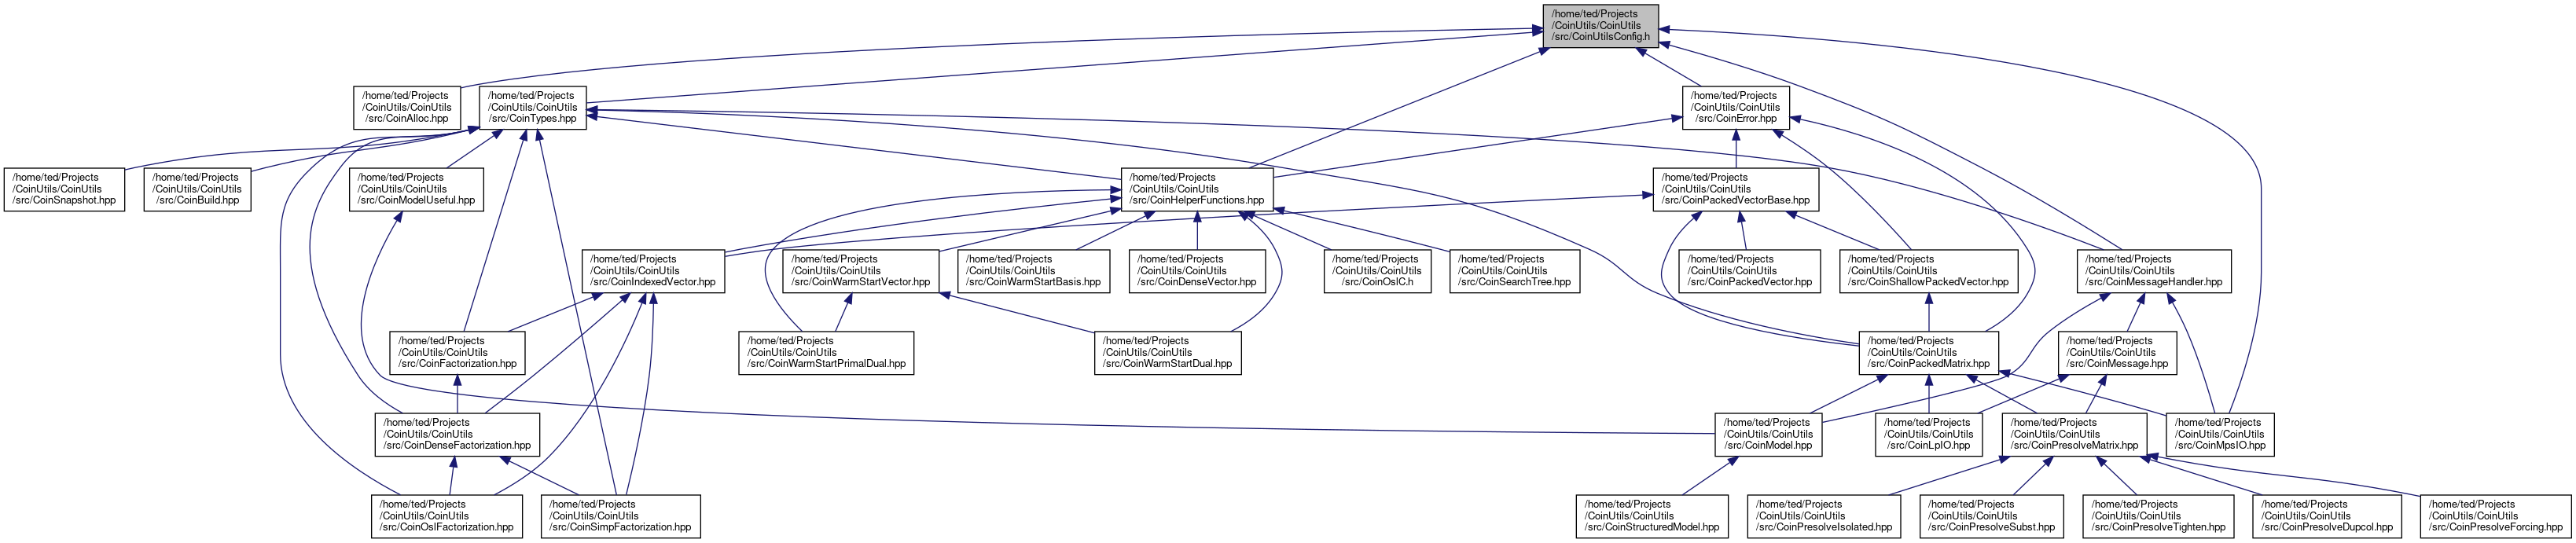 /home/ted/Projects
/CoinUtils/CoinUtils
/src/CoinUtilsConfig.h
/home/ted/Projects
/CoinUtils/CoinUtils
/src/CoinAlloc.hpp
/home/ted/Projects
/CoinUtils/CoinUtils
/src/CoinTypes.hpp
/home/ted/Projects
/CoinUtils/CoinUtils
/src/CoinError.hpp
/home/ted/Projects
/CoinUtils/CoinUtils
/src/CoinSnapshot.hpp
/home/ted/Projects
/CoinUtils/CoinUtils
/src/CoinBuild.hpp
/home/ted/Projects
/CoinUtils/CoinUtils
/src/CoinModelUseful.hpp
/home/ted/Projects
/CoinUtils/CoinUtils
/src/CoinHelperFunctions.hpp
/home/ted/Projects
/CoinUtils/CoinUtils
/src/CoinPackedVectorBase.hpp
/home/ted/Projects
/CoinUtils/CoinUtils
/src/CoinIndexedVector.hpp
/home/ted/Projects
/CoinUtils/CoinUtils
/src/CoinWarmStartVector.hpp
/home/ted/Projects
/CoinUtils/CoinUtils
/src/CoinWarmStartBasis.hpp
/home/ted/Projects
/CoinUtils/CoinUtils
/src/CoinDenseVector.hpp
/home/ted/Projects
/CoinUtils/CoinUtils
/src/CoinOslC.h
/home/ted/Projects
/CoinUtils/CoinUtils
/src/CoinSearchTree.hpp
/home/ted/Projects
/CoinUtils/CoinUtils
/src/CoinPackedVector.hpp
/home/ted/Projects
/CoinUtils/CoinUtils
/src/CoinShallowPackedVector.hpp
/home/ted/Projects
/CoinUtils/CoinUtils
/src/CoinMessageHandler.hpp
/home/ted/Projects
/CoinUtils/CoinUtils
/src/CoinFactorization.hpp
/home/ted/Projects
/CoinUtils/CoinUtils
/src/CoinWarmStartPrimalDual.hpp
/home/ted/Projects
/CoinUtils/CoinUtils
/src/CoinWarmStartDual.hpp
/home/ted/Projects
/CoinUtils/CoinUtils
/src/CoinPackedMatrix.hpp
/home/ted/Projects
/CoinUtils/CoinUtils
/src/CoinMessage.hpp
/home/ted/Projects
/CoinUtils/CoinUtils
/src/CoinDenseFactorization.hpp
/home/ted/Projects
/CoinUtils/CoinUtils
/src/CoinModel.hpp
/home/ted/Projects
/CoinUtils/CoinUtils
/src/CoinLpIO.hpp
/home/ted/Projects
/CoinUtils/CoinUtils
/src/CoinPresolveMatrix.hpp
/home/ted/Projects
/CoinUtils/CoinUtils
/src/CoinMpsIO.hpp
/home/ted/Projects
/CoinUtils/CoinUtils
/src/CoinOslFactorization.hpp
/home/ted/Projects
/CoinUtils/CoinUtils
/src/CoinSimpFactorization.hpp
/home/ted/Projects
/CoinUtils/CoinUtils
/src/CoinStructuredModel.hpp
/home/ted/Projects
/CoinUtils/CoinUtils
/src/CoinPresolveIsolated.hpp
/home/ted/Projects
/CoinUtils/CoinUtils
/src/CoinPresolveSubst.hpp
/home/ted/Projects
/CoinUtils/CoinUtils
/src/CoinPresolveTighten.hpp
/home/ted/Projects
/CoinUtils/CoinUtils
/src/CoinPresolveDupcol.hpp
/home/ted/Projects
/CoinUtils/CoinUtils
/src/CoinPresolveForcing.hpp